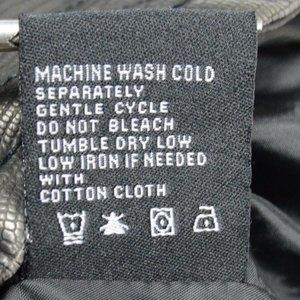 MACHINE WASH COLD
SEPARATELY
GENTLE CYCLE
DO NOT BLEACH
TUMBLE DRY LOW
LOW IRON IF NEEDED
WITH
COTTON CLOTH